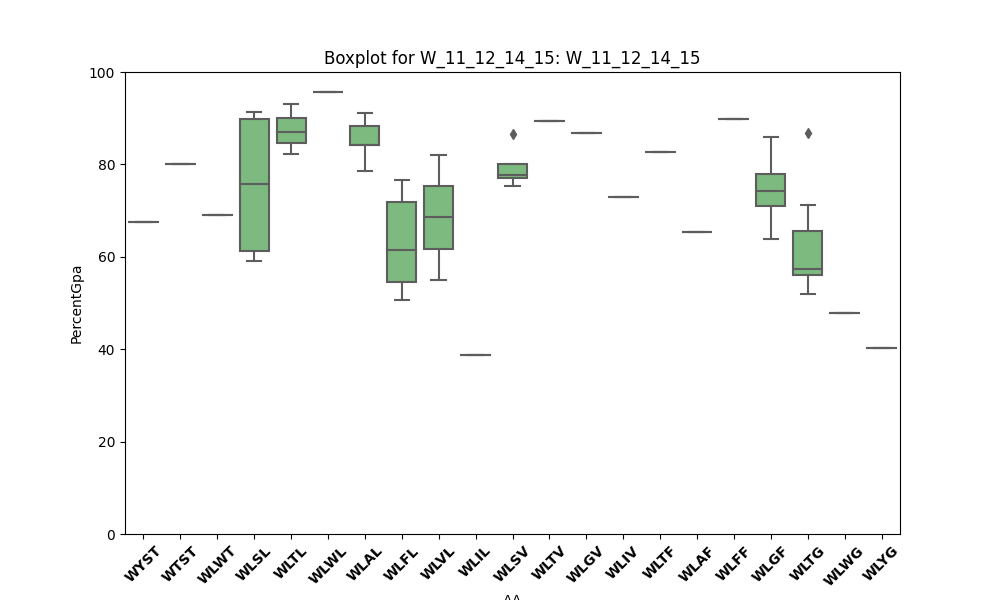 Boxplot for W_11_12_14_15: W_11_12_14_15
PercentGpa
100
80
60
40
20
0
WYST
WTST
WLWT
WLSL
WLTL
WLWL
WLAL
WLFL
WLVL
WLIL
WLSV
WLTV
WLGV
WLIV
WLTF
WLAF
WLFF
WLGF
WLTG
WLWG
WLYG
AA